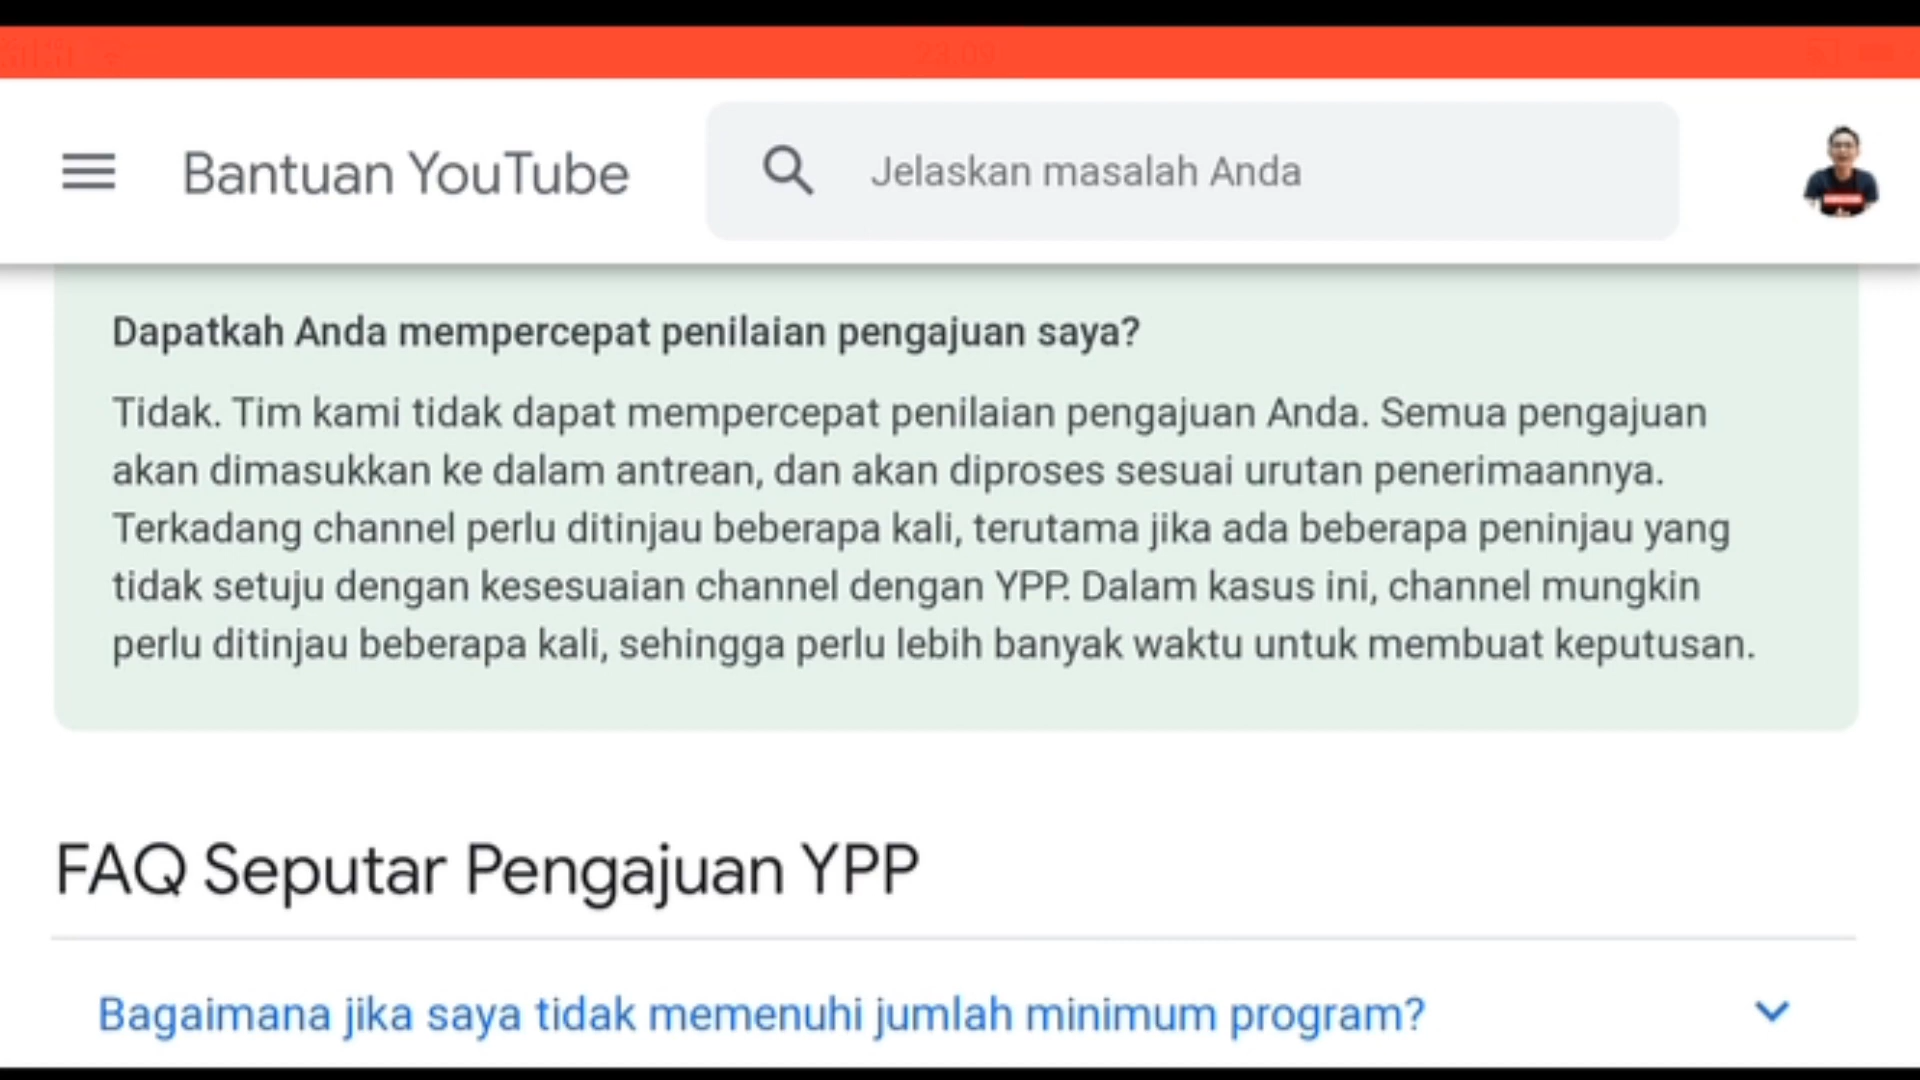 23.09
Bantuan YouTube
Jelaskan masalah Anda
Dapatkah Anda mempercepat penilaian pengajuan saya?
Tidak. Tim kami tidak dapat mempercepat penilaian pengajuan Anda. Semua pengajuan
akan dimasukkan ke dalam antrean, dan akan diproses sesuai urutan penerimaannya.
Terkadang channel perlu ditinjau beberapa kali, terutama jika ada beberapa peninjau yang
tidak setuju dengan kesesuaian channel dengan YPP. Dalam kasus ini, channel mungkin
perlu ditinjau beberapa kali, sehingga perlu lebih banyak waktu untuk membuat keputusan.
FAQ Seputar Pengajuan YPP
Bagaimana jika saya tidak memenuhi jumlah minimum program?